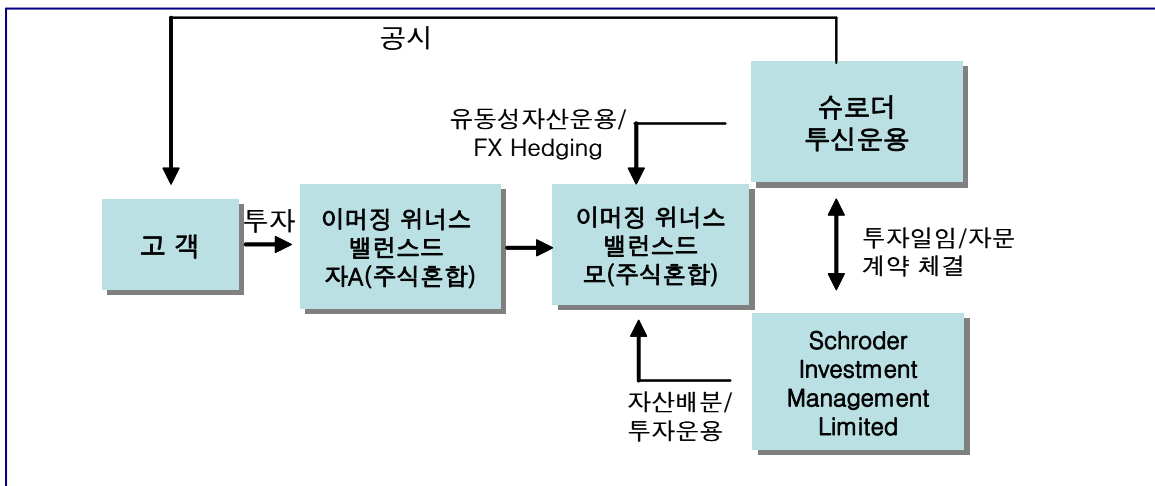 공시
슈로더
투신운용
유동성자산운용/
FX Hedging
고 객
투자
이머징 위너스
밸런스드
자A(주식혼합)
이머징 위너스
밸런스드
모(주식혼합)
투자일임/자문
계약 체결
Schroder
Investment
Management
Limited
자산배분/
투자운용